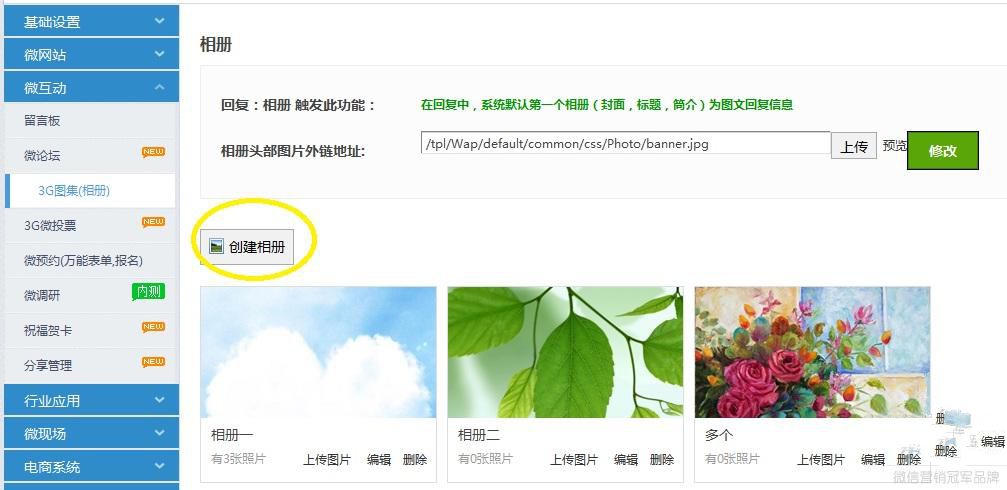 基础设置
微网站
微互动
留言板
微论坛 NEW
3G图集(相册)
3G微投票 NEW
微预约(万能表单,报名)
微调研 内测
祝福贺卡 NEW
分享管理 NEW
行业应用
微现场
电商系统
相册
回复：相册 触发此功能： 在回复中，系统默认第一个相册（封面，标题，简介）为图文回复信息
相册头部图片外链地址: /tpl/Wap/default/common/css/Photo/banner.jpg 上传 预览 修改
创建相册
相册一
有3张照片 上传图片 编辑 删除
相册二
有0张照片 上传图片 编辑 删除
多个
有0张照片 上传图片 编辑 删除
编辑
删除
微信营销冠军品牌